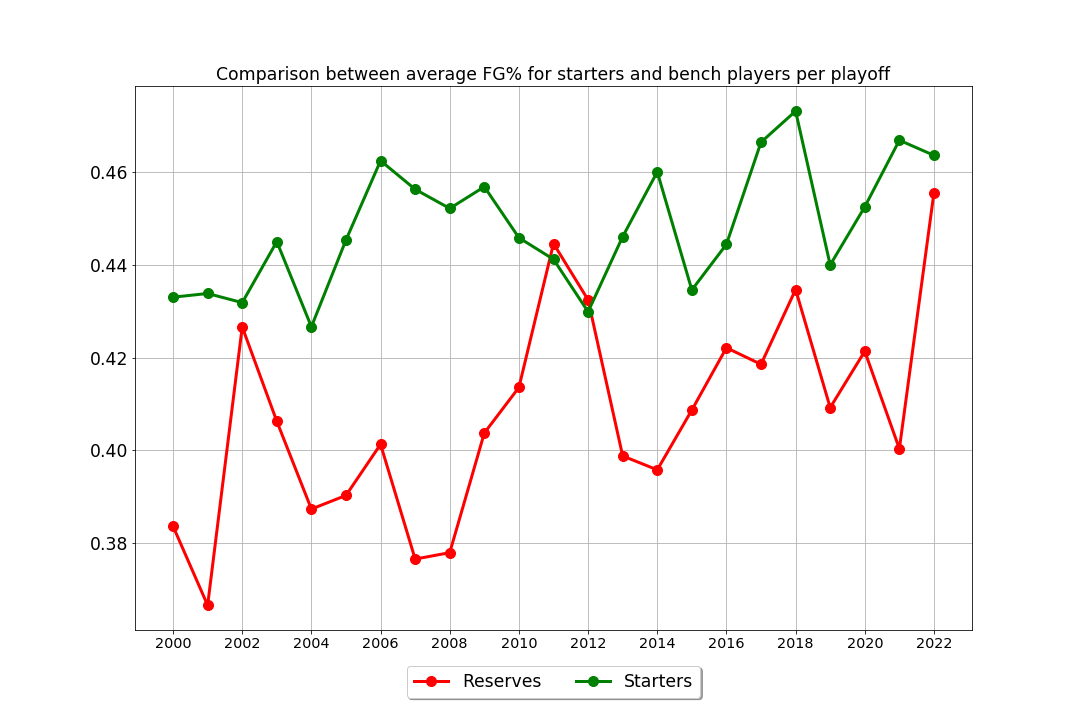 Comparison between average FG% for starters and bench players per playoff
0.46
0.44
0.42
0.40
0.38
2000 2002 2004 2006 2008 2010 2012 2014 2016 2018 2020 2022
Reserves Starters